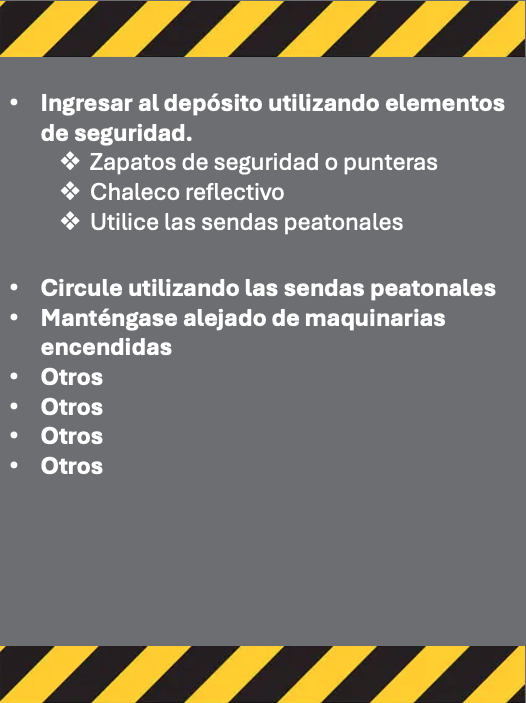 • Ingresar al depósito utilizando elementos
de seguridad.
❖ Zapatos de seguridad o punteras
❖ Chaleco reflectivo
❖ Utilice las sendas peatonales
• Circule utilizando las sendas peatonales
• Manténgase alejado de maquinarias
encendidas
• Otros
• Otros
• Otros
• Otros